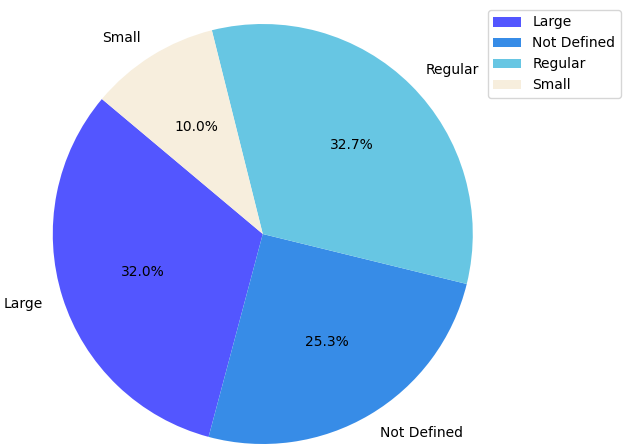 Large
Not Defined
Regular
Small
Small
Regular
10.0%
32.7%
32.0%
Large
25.3%
Not Defined